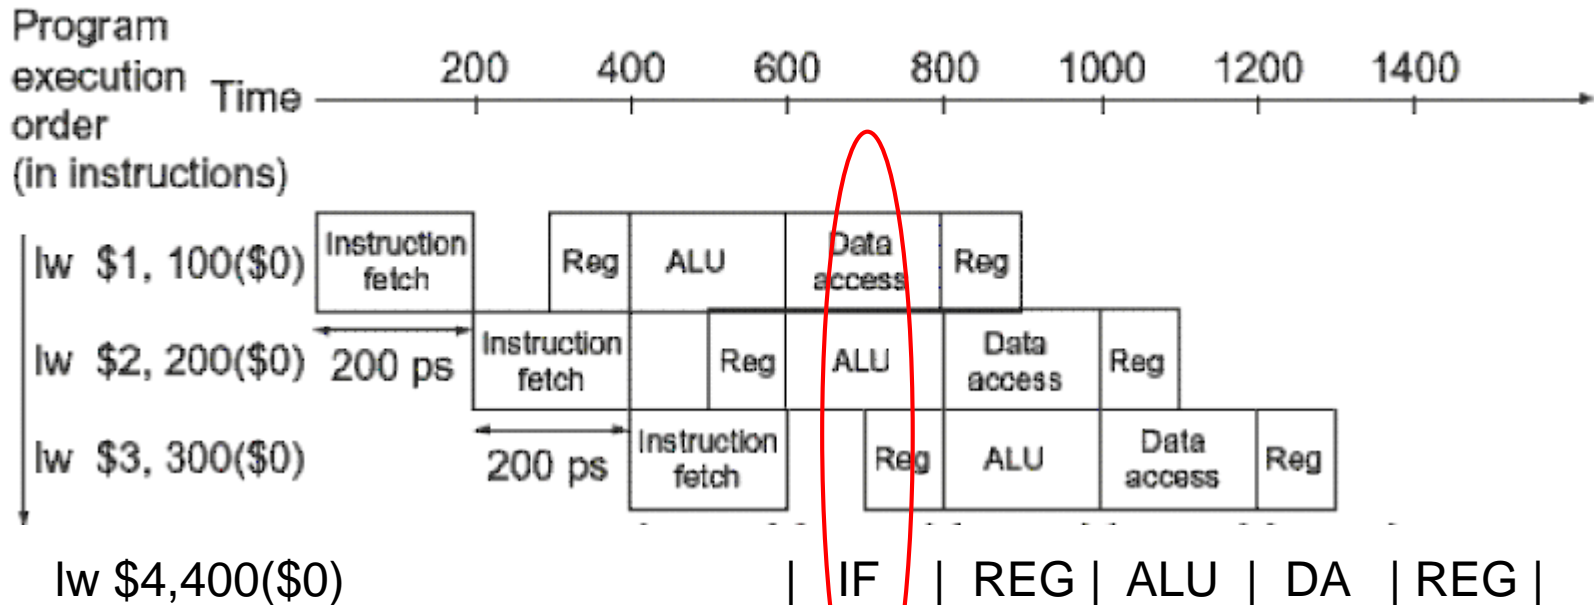 Program
execution
order
(in instructions)
Time
200 400 600 800 1000 1200 1400
lw $1, 100($0) Instruction fetch Reg ALU Data access Reg
lw $2, 200($0) 200 ps Instruction fetch Reg ALU Data access Reg
lw $3, 300($0) 200 ps Instruction fetch Reg ALU Data access Reg
lw $4,400($0) | IF | REG | ALU | DA | REG |